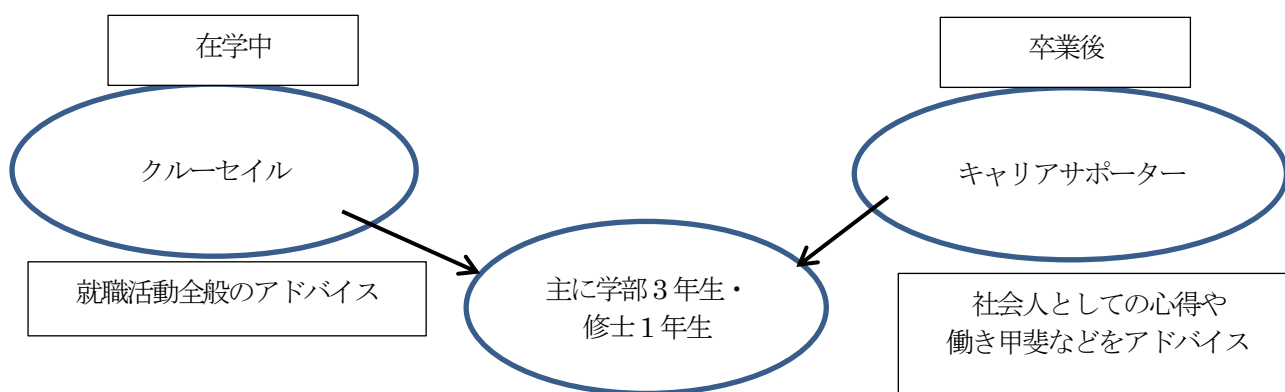 在学中
卒業後
クルーセイル
キャリアサポーター
就職活動全般のアドバイス
主に学部3年生・
修士1年生
社会人としての心得や
働き甲斐などをアドバイス